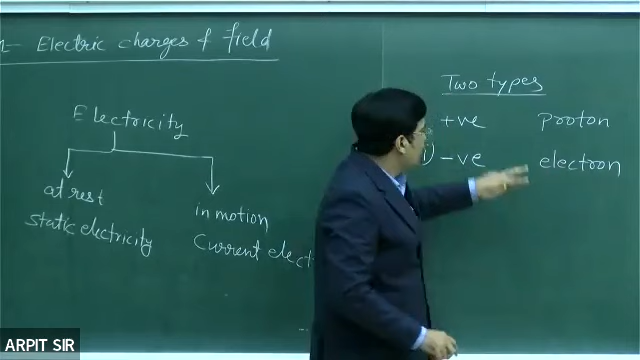 Electric charges & field
Electricity
at rest
static electricity
in motion
Current elect
Two types
+ve proton
i) -ve electron
ARPIT SIR